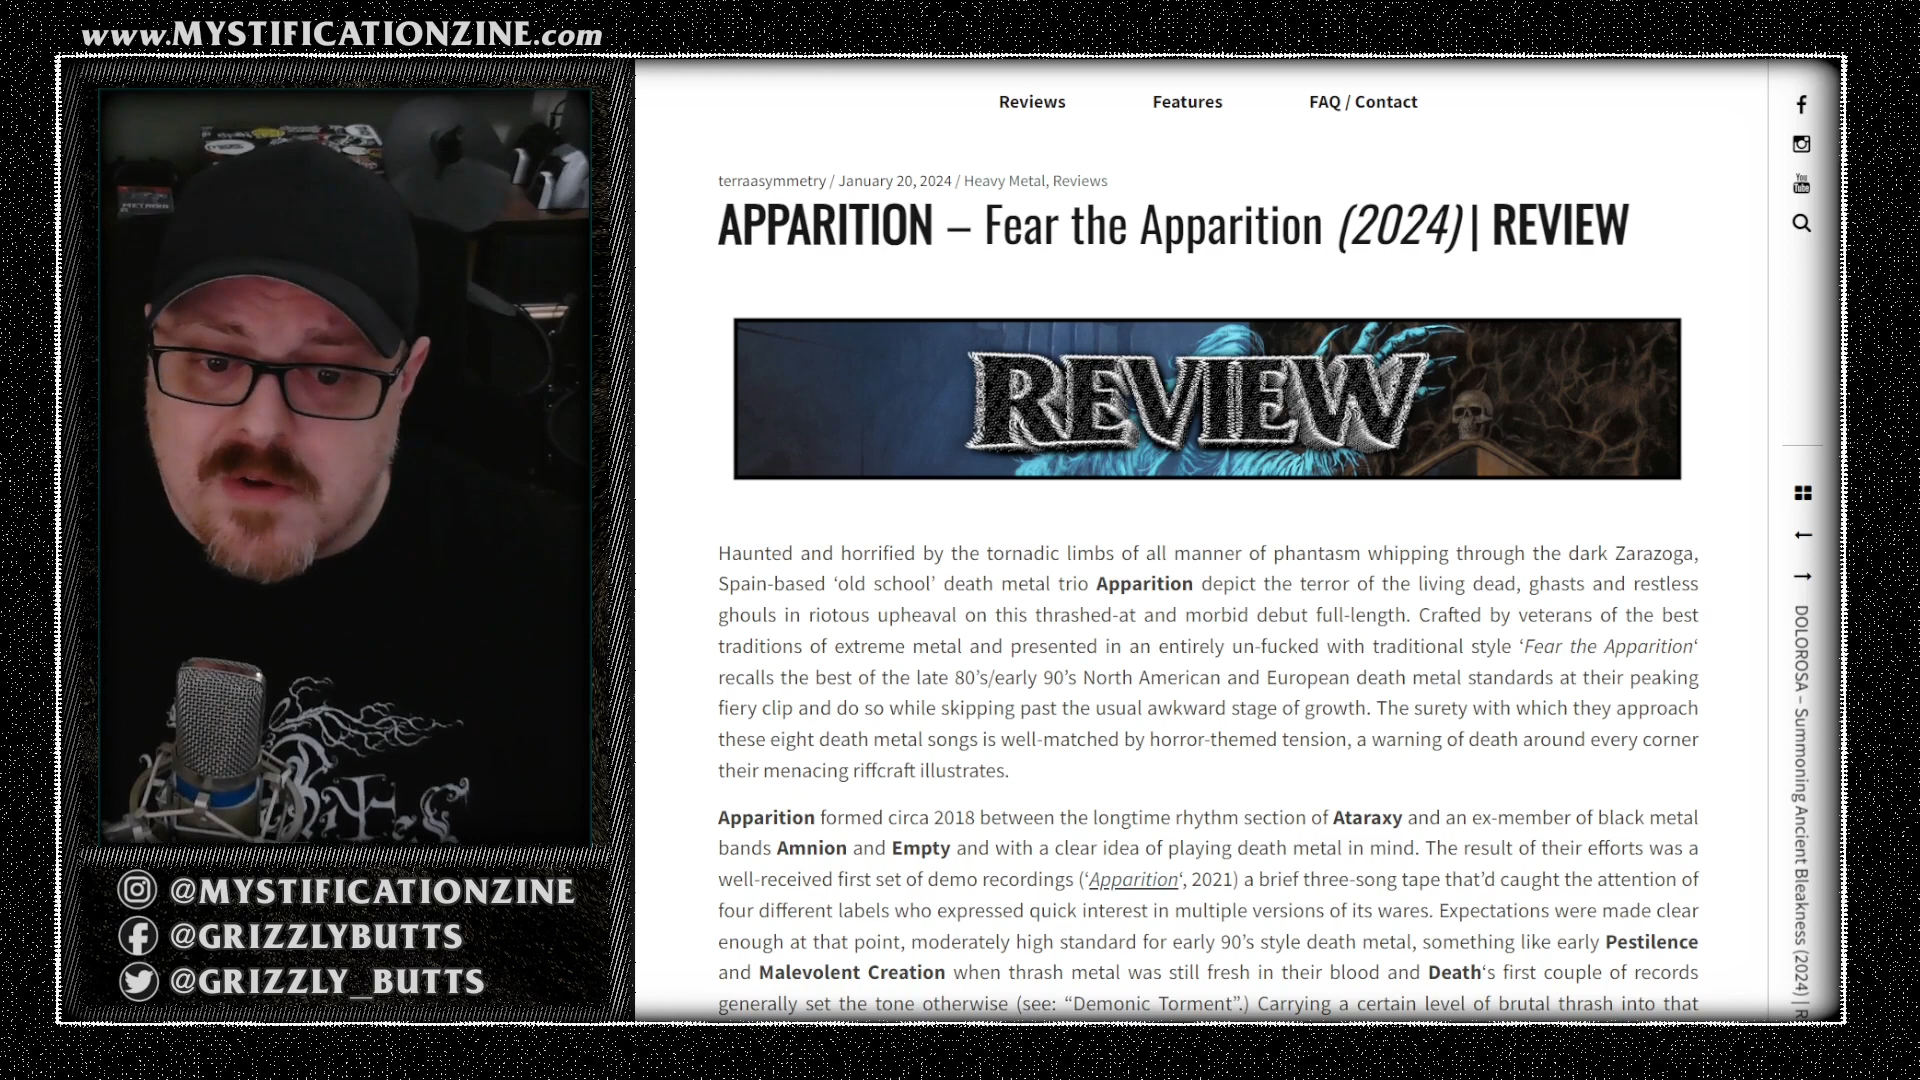 www.MYSTIFICATIONZINE.com
Reviews
Features
FAQ / Contact
terraasymmetry / January 20, 2024 / Heavy Metal, Reviews
APPARITION – Fear the Apparition (2024) | REVIEW
REVIEW
Haunted and horrified by the tornadic limbs of all manner of phantasm whipping through the dark Zarazoga,
Spain-based ‘old school’ death metal trio Apparition depict the terror of the living dead, ghasts and restless
ghouls in riotous upheaval on this thrashed-at and morbid debut full-length. Crafted by veterans of the best
traditions of extreme metal and presented in an entirely un-fucked with traditional style ‘Fear the Apparition‘
recalls the best of the late 80’s/early 90’s North American and European death metal standards at their peaking
fiery clip and do so while skipping past the usual awkward stage of growth. The surety with which they approach
these eight death metal songs is well-matched by horror-themed tension, a warning of death around every corner
their menacing riffcraft illustrates.
Apparition formed circa 2018 between the longtime rhythm section of Ataraxy and an ex-member of black metal
bands Amnion and Empty and with a clear idea of playing death metal in mind. The result of their efforts was a
well-received first set of demo recordings (‘Apparition‘, 2021) a brief three-song tape that’d caught the attention of
four different labels who expressed quick interest in multiple versions of its wares. Expectations were made clear
enough at that point, moderately high standard for early 90’s style death metal, something like early Pestilence
and Malevolent Creation when thrash metal was still fresh in their blood and Death‘s first couple of records
generally set the tone otherwise (see: “Demonic Torment”.) Carrying a certain level of brutal thrash into that
You
Tube
DOLOROSA – Summoning Ancient Bleakness (2024) | R
@MYSTIFICATIONZINE
@GRIZZLYBUTTS
@GRIZZLY_BUTTS